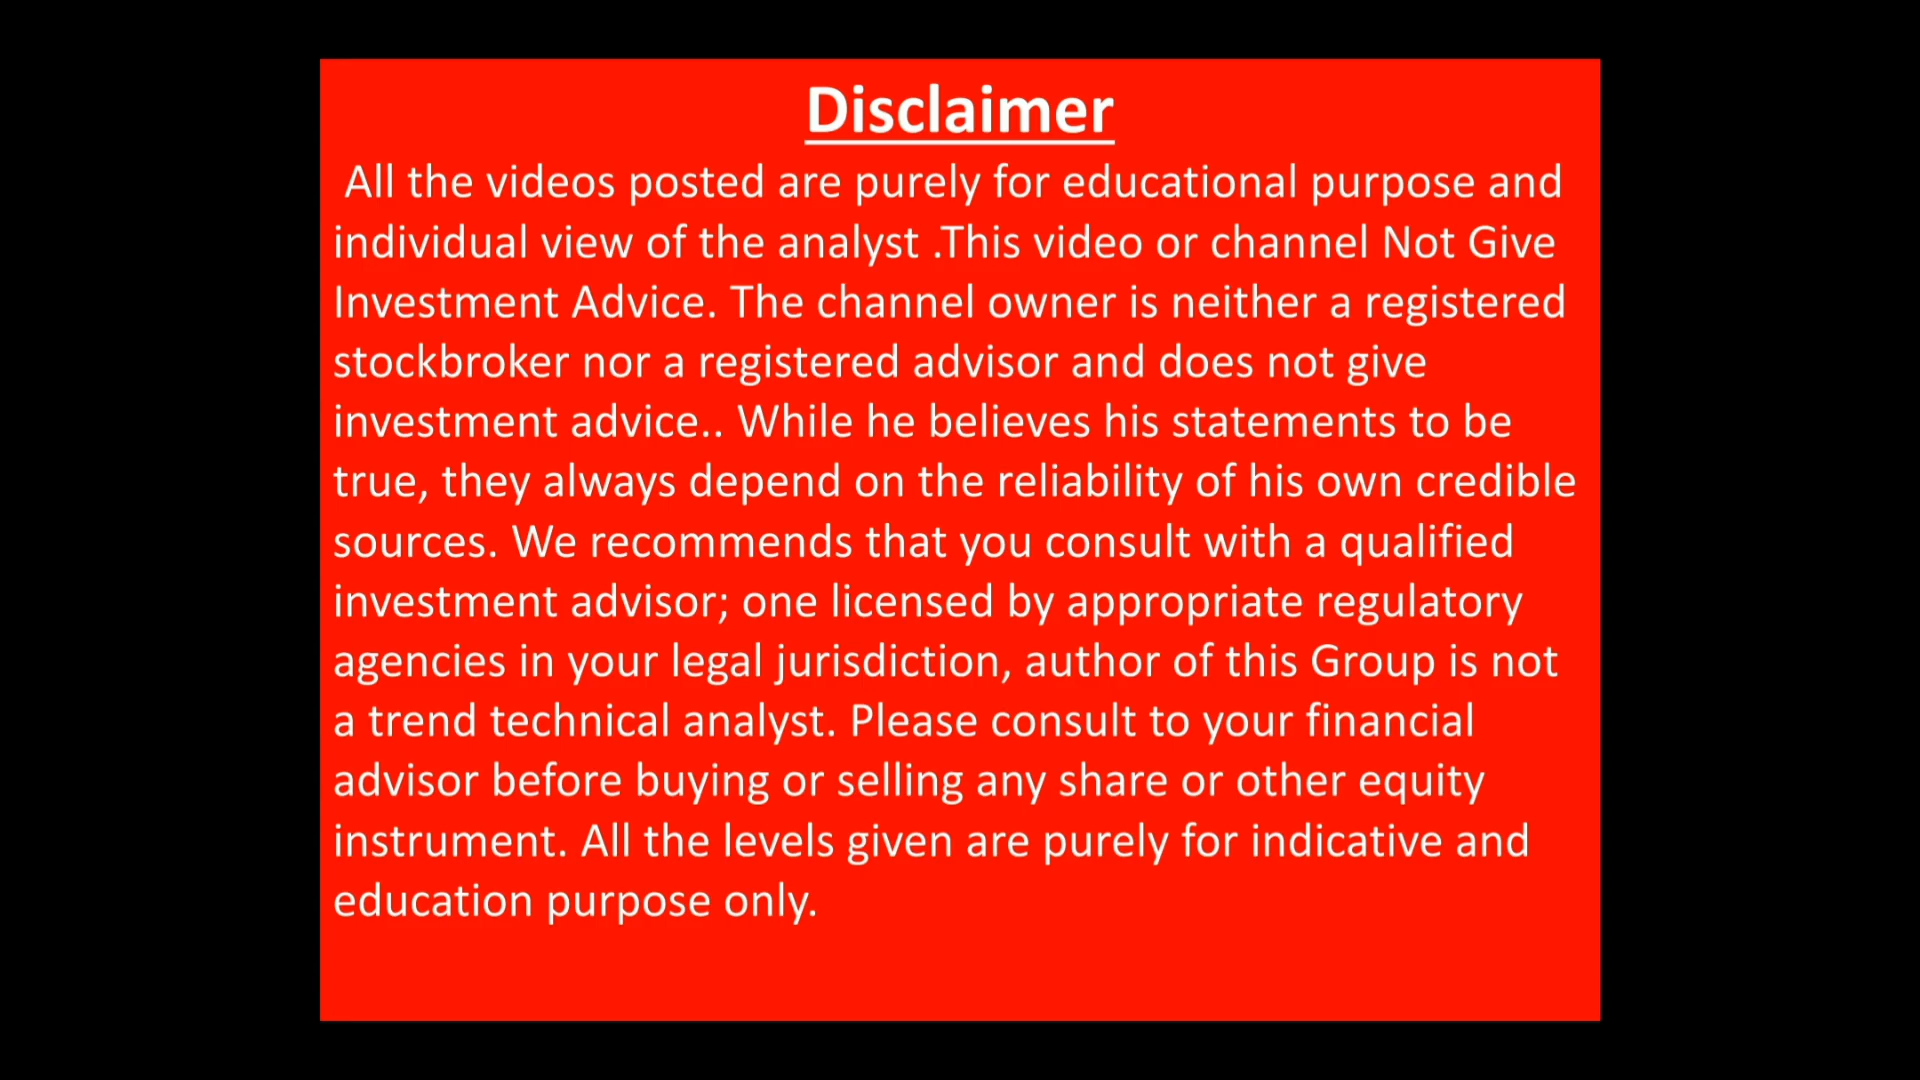 Disclaimer
All the videos posted are purely for educational purpose and
individual view of the analyst .This video or channel Not Give
Investment Advice. The channel owner is neither a registered
stockbroker nor a registered advisor and does not give
investment advice.. While he believes his statements to be
true, they always depend on the reliability of his own credible
sources. We recommends that you consult with a qualified
investment advisor; one licensed by appropriate regulatory
agencies in your legal jurisdiction, author of this Group is not
a trend technical analyst. Please consult to your financial
advisor before buying or selling any share or other equity
instrument. All the levels given are purely for indicative and
education purpose only.